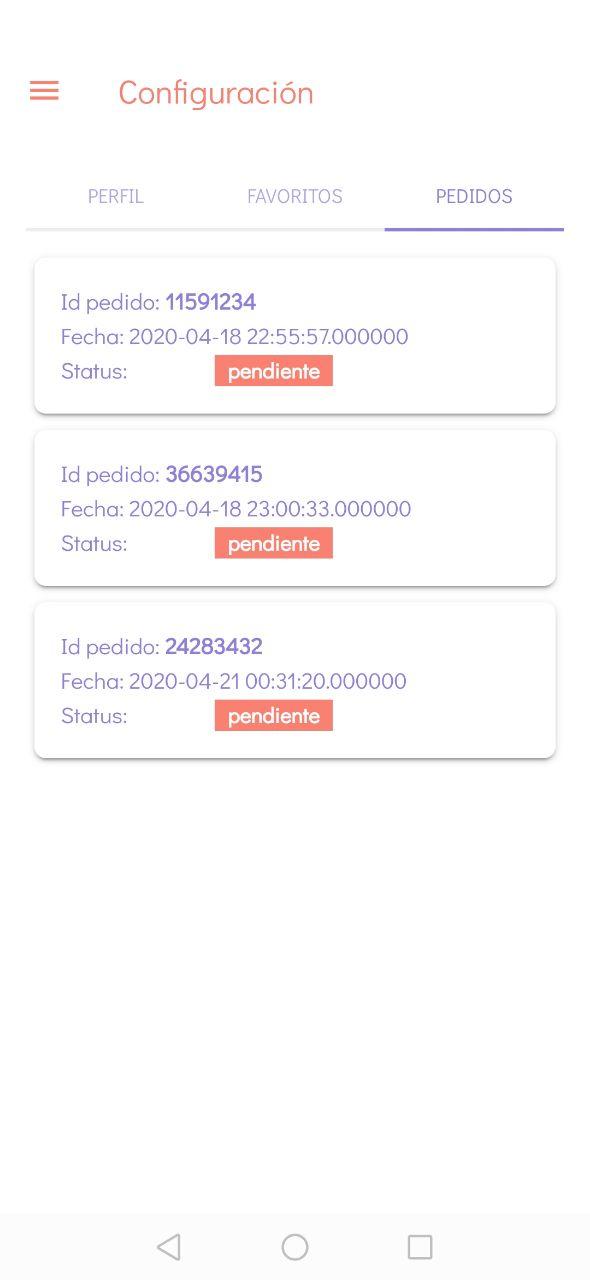 Configuración
PERFIL FAVORITOS PEDIDOS
Id pedido: 11591234
Fecha: 2020-04-18 22:55:57.000000
Status: pendiente
Id pedido: 36639415
Fecha: 2020-04-18 23:00:33.000000
Status: pendiente
Id pedido: 24283432
Fecha: 2020-04-21 00:31:20.000000
Status: pendiente